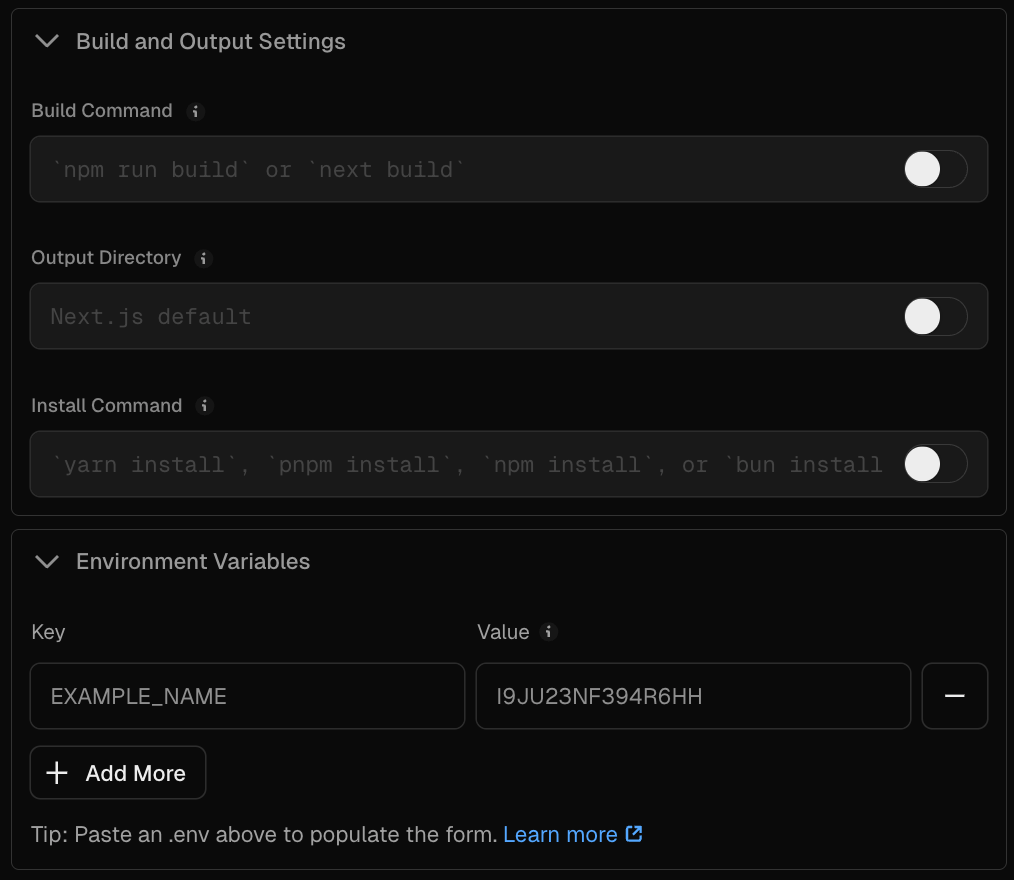 Build and Output Settings
Build Command
`npm run build` or `next build`
Output Directory
Next.js default
Install Command
`yarn install`, `pnpm install`, `npm install`, or `bun install
Environment Variables
Key Value
EXAMPLE_NAME I9JU23NF394R6HH
Add More
Tip: Paste an .env above to populate the form. Learn more